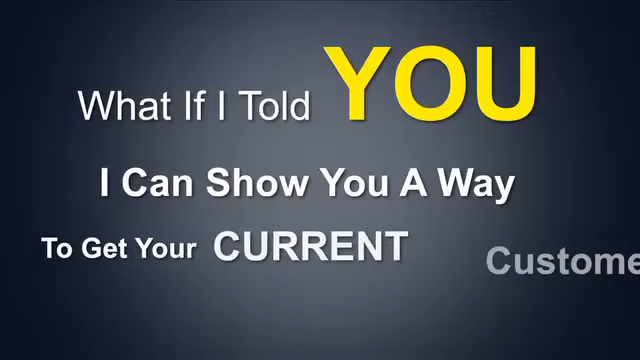 What If I Told YOU
I Can Show You A Way
To Get Your CURRENT
Custome